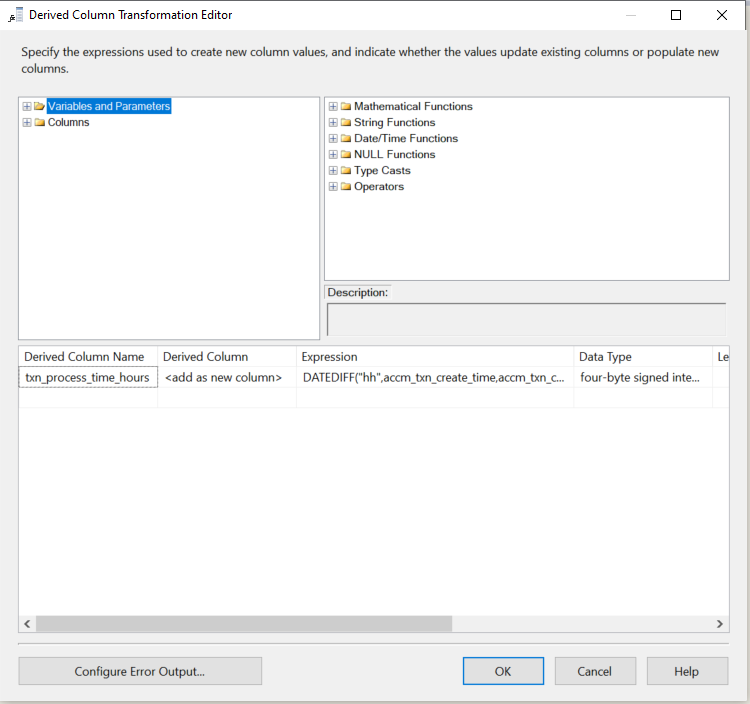 Derived Column Transformation Editor
Specify the expressions used to create new column values, and indicate whether the values update existing columns or populate new
columns.
Variables and Parameters
Columns
Mathematical Functions
String Functions
Date/Time Functions
NULL Functions
Type Casts
Operators
Description:
Derived Column Name Derived Column Expression Data Type Le
txn_process_time_hours <add as new column> DATEDIFF("hh",accm_txn_create_time,accm_txn_c... four-byte signed inte...
Configure Error Output... OK Cancel Help